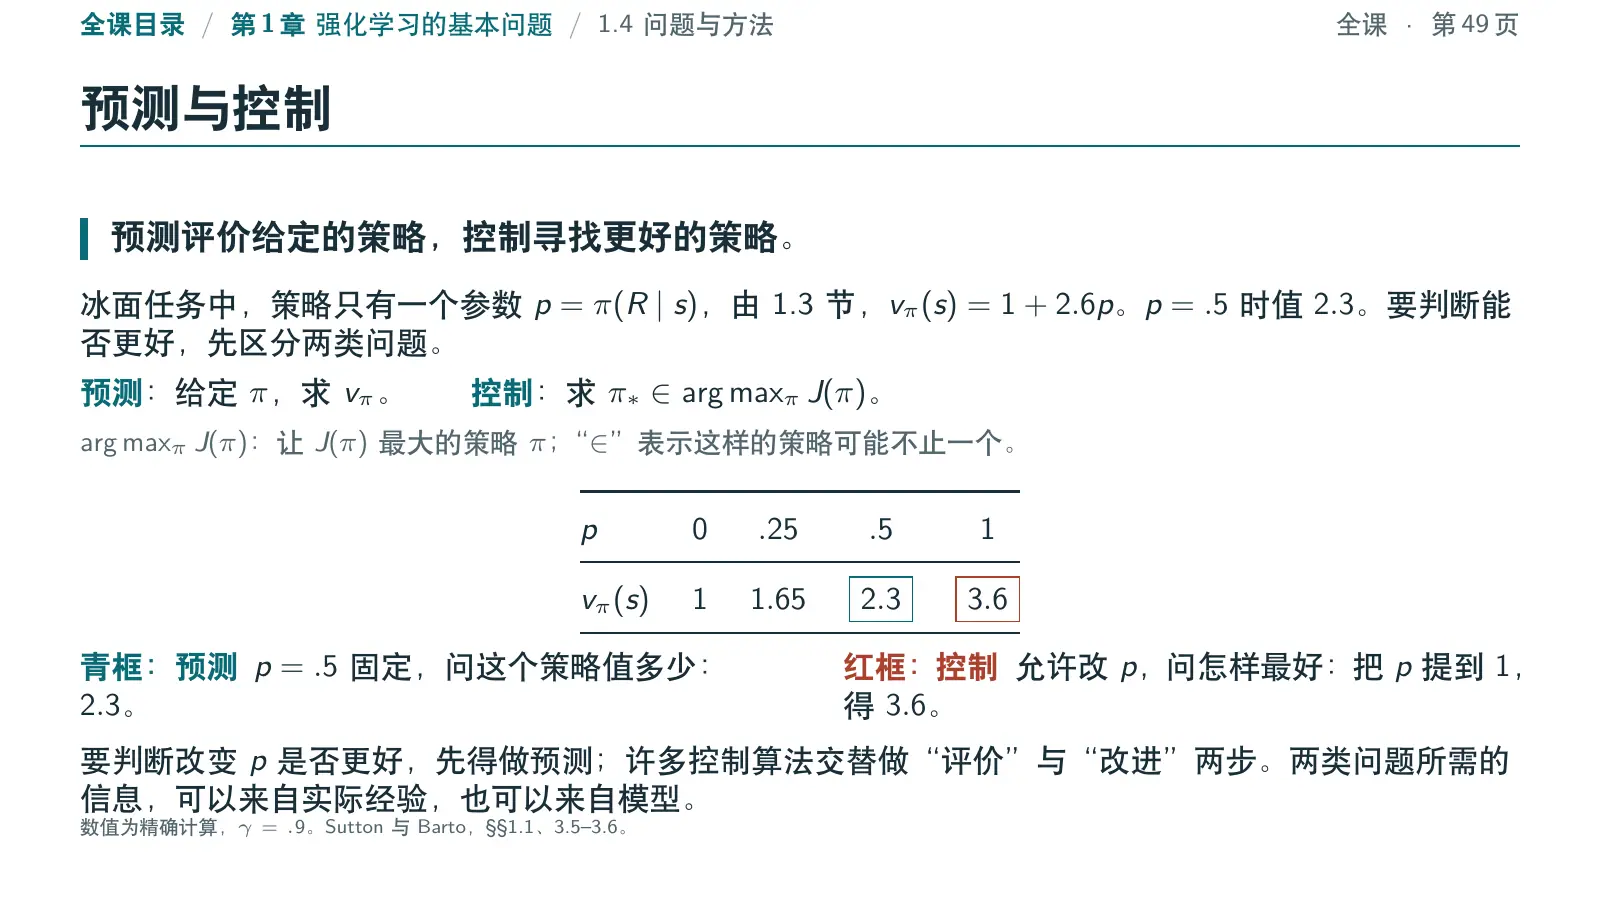 全课目录 / 第 1 章 强化学习的基本问题 / 1.4 问题与方法
全课 · 第 49 页
预测与控制
预测评价给定的策略，控制寻找更好的策略。
冰面任务中，策略只有一个参数 p = π(R | s)，由 1.3 节，vπ(s) = 1 + 2.6p。p = .5 时值 2.3。要判断能
否更好，先区分两类问题。
预测：给定 π，求 vπ。 控制：求 π∗ ∈ arg maxπ J(π)。
arg maxπ J(π)：让 J(π) 最大的策略 π；“∈” 表示这样的策略可能不止一个。
p 0 .25 .5 1
vπ(s) 1 1.65 2.3 3.6
青框：预测 p = .5 固定，问这个策略值多少：
2.3。
红框：控制 允许改 p，问怎样最好：把 p 提到 1，
得 3.6。
要判断改变 p 是否更好，先得做预测；许多控制算法交替做 “评价” 与 “改进” 两步。两类问题所需的
信息，可以来自实际经验，也可以来自模型。
数值为精确计算，γ = .9。Sutton 与 Barto，§§1.1、3.5–3.6。